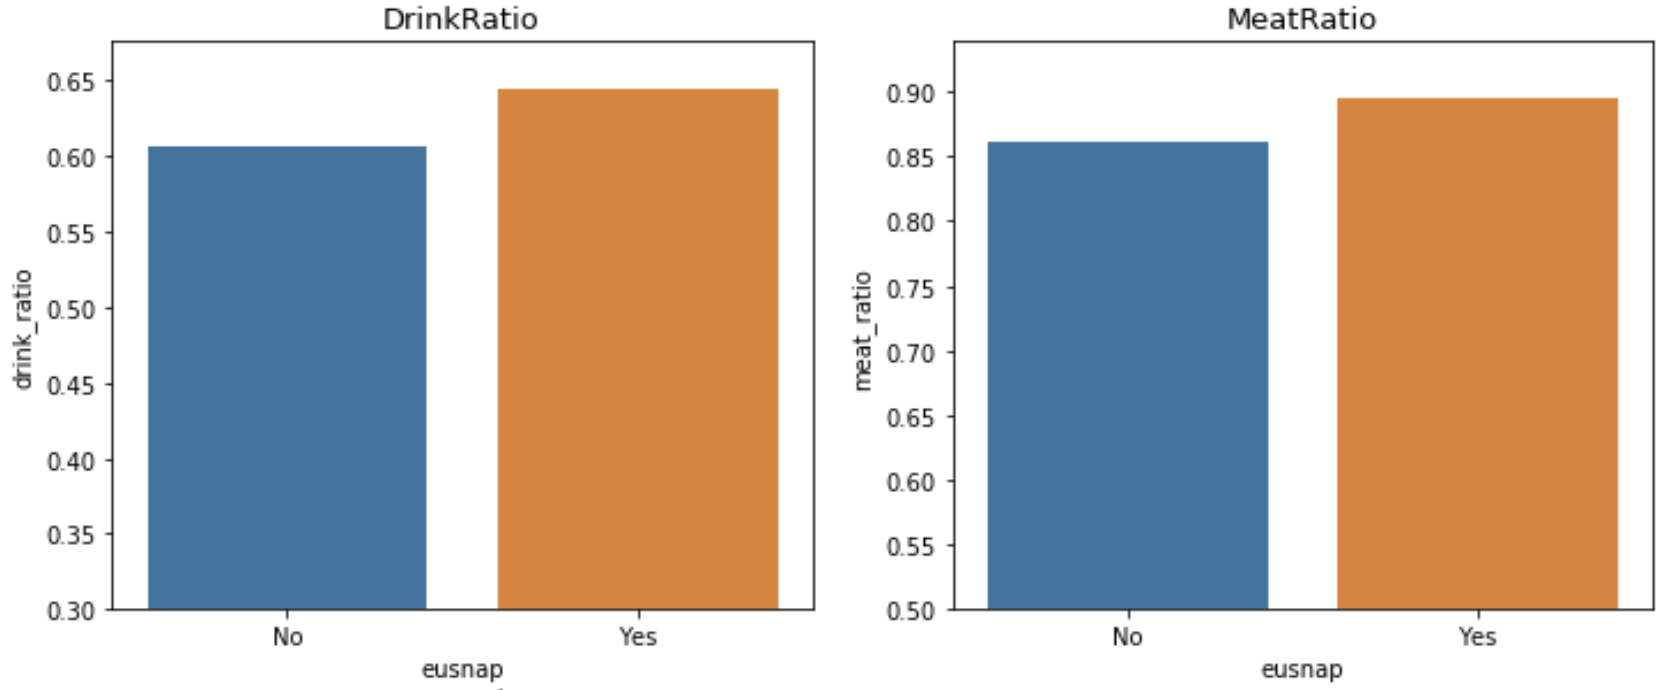 DrinkRatio
0.65
0.60
0.55
0.50
0.45
0.40
0.35
0.30
drink_ratio
No
Yes
eusnap
MeatRatio
0.90
0.85
0.80
0.75
0.70
0.65
0.60
0.55
0.50
meat_ratio
No
Yes
eusnap